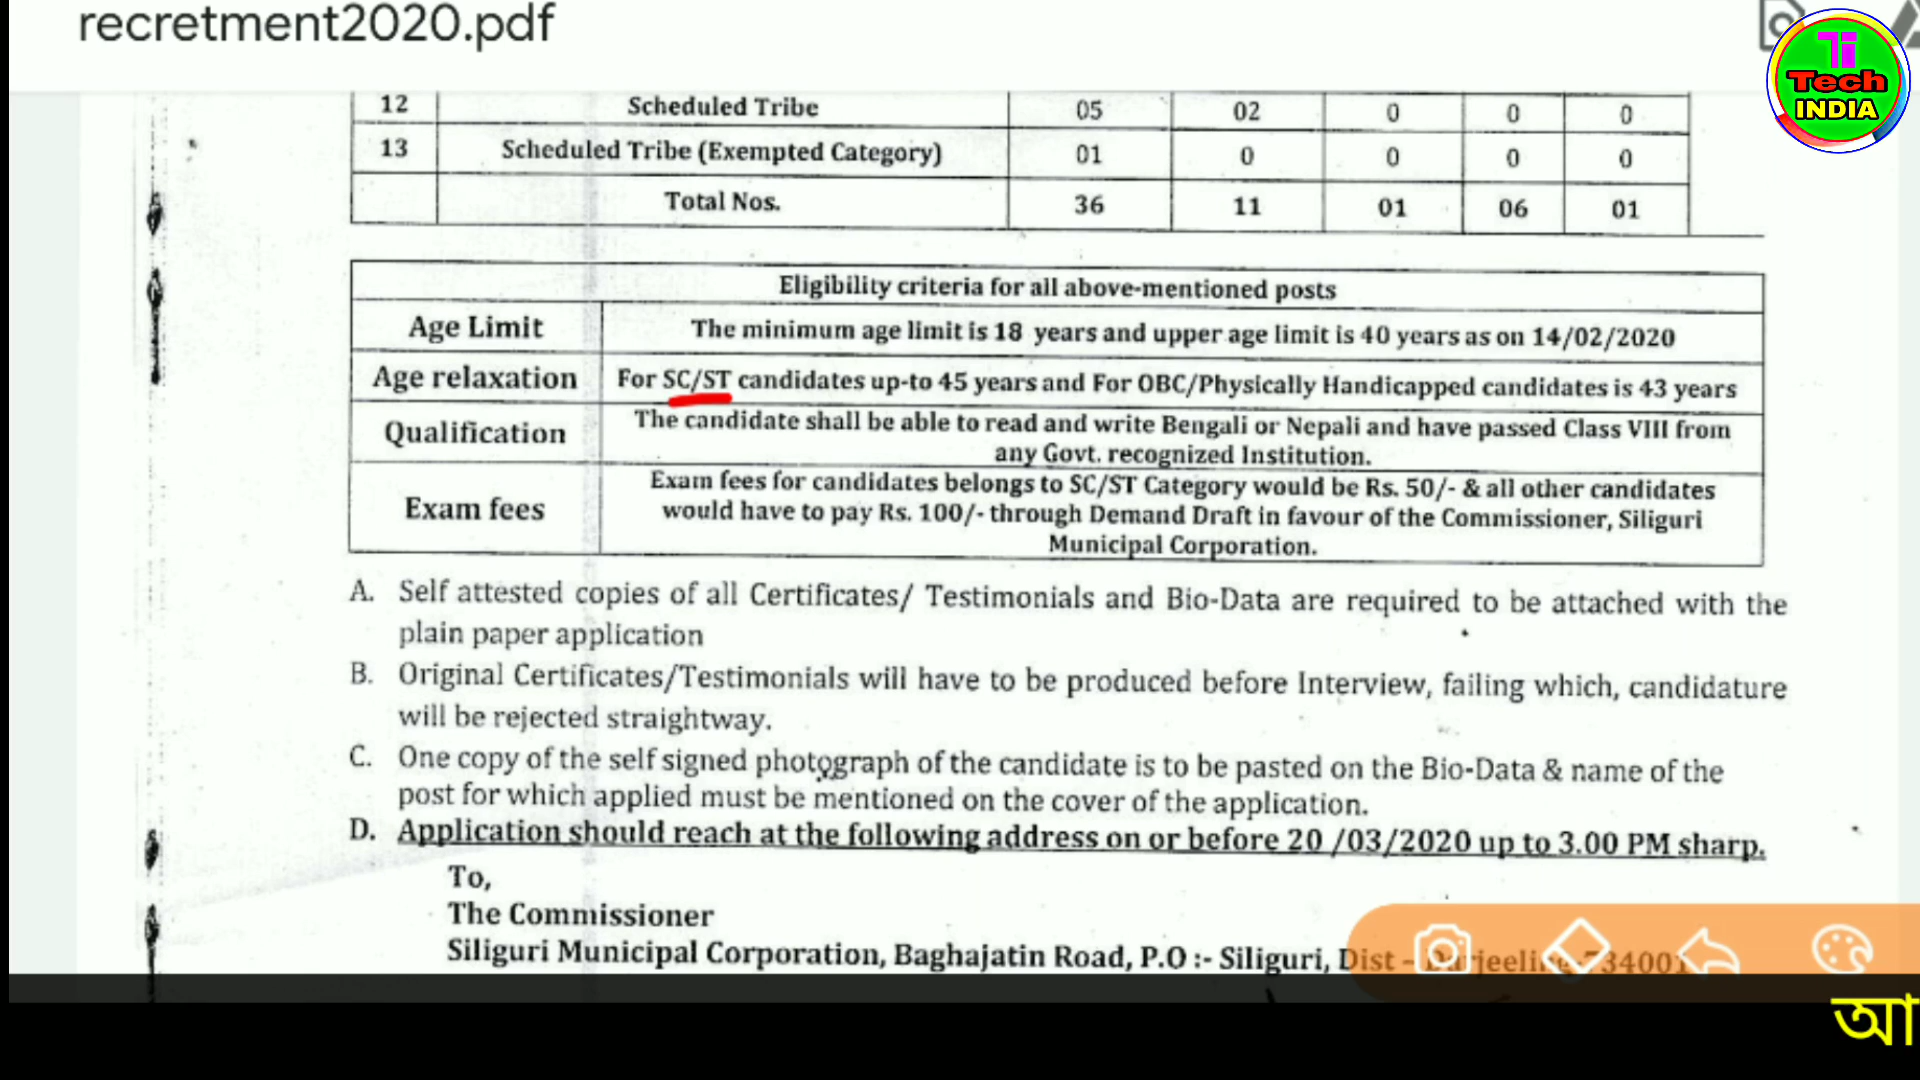 recretment2020.pdf
Ti
Tech
INDIA
12 Scheduled Tribe 05 02 0 0 0
13 Scheduled Tribe (Exempted Category) 01 0 0 0 0
Total Nos. 36 11 01 06 01
Eligibility criteria for all above-mentioned posts
Age Limit The minimum age limit is 18 years and upper age limit is 40 years as on 14/02/2020
Age relaxation For SC/ST candidates up-to 45 years and For OBC/Physically Handicapped candidates is 43 years
Qualification The candidate shall be able to read and write Bengali or Nepali and have passed Class VIII from
any Govt. recognized Institution.
Exam fees Exam fees for candidates belongs to SC/ST Category would be Rs. 50/- & all other candidates
would have to pay Rs. 100/- through Demand Draft in favour of the Commissioner, Siliguri
Municipal Corporation.
A. Self attested copies of all Certificates/ Testimonials and Bio-Data are required to be attached with the
plain paper application
B. Original Certificates/Testimonials will have to be produced before Interview, failing which, candidature
will be rejected straightway.
C. One copy of the self signed photograph of the candidate is to be pasted on the Bio-Data & name of the
post for which applied must be mentioned on the cover of the application.
D. Application should reach at the following address on or before 20 /03/2020 up to 3.00 PM sharp.
To,
The Commissioner
Siliguri Municipal Corporation, Baghajatin Road, P.O :- Siliguri, Dist - Darjeeling-734001
আ